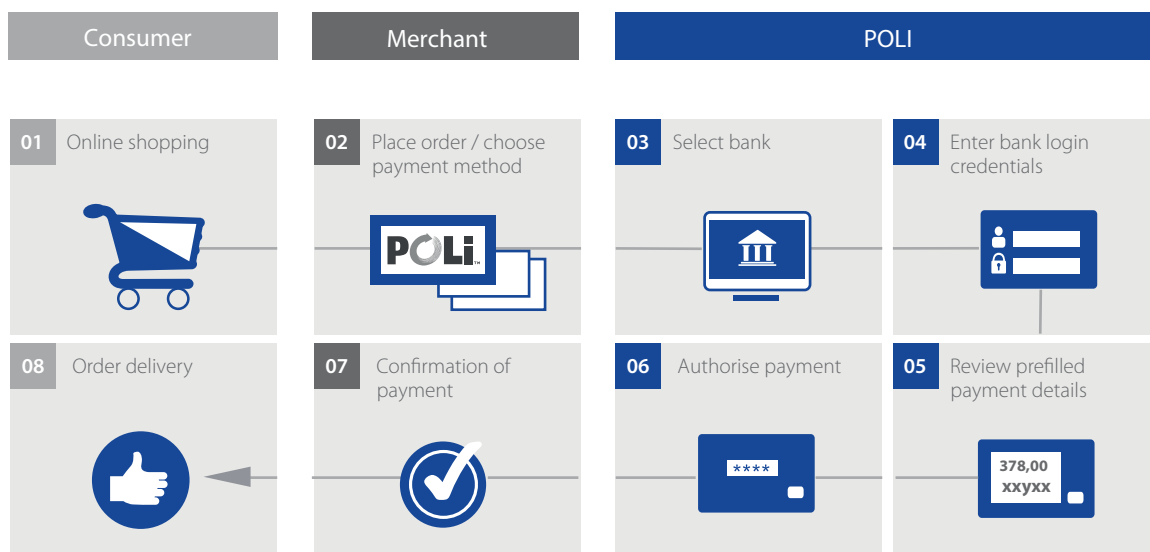 Consumer
Merchant
POLI
01 Online shopping
02 Place order / choose
payment method
POLi™
03 Select bank
04 Enter bank login
credentials
08 Order delivery
07 Confirmation of
payment
06 Authorise payment
****
05 Review prefilled
payment details
378,00
xxyxx